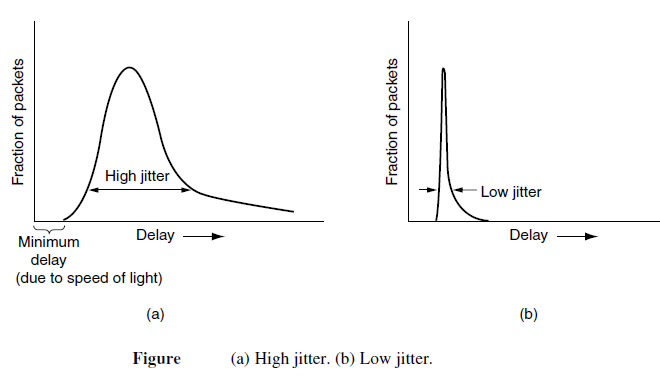 Fraction of packets
High jitter
Minimum
delay
(due to speed of light)
Delay
(a)
Fraction of packets
Low jitter
Delay
(b)
Figure (a) High jitter. (b) Low jitter.